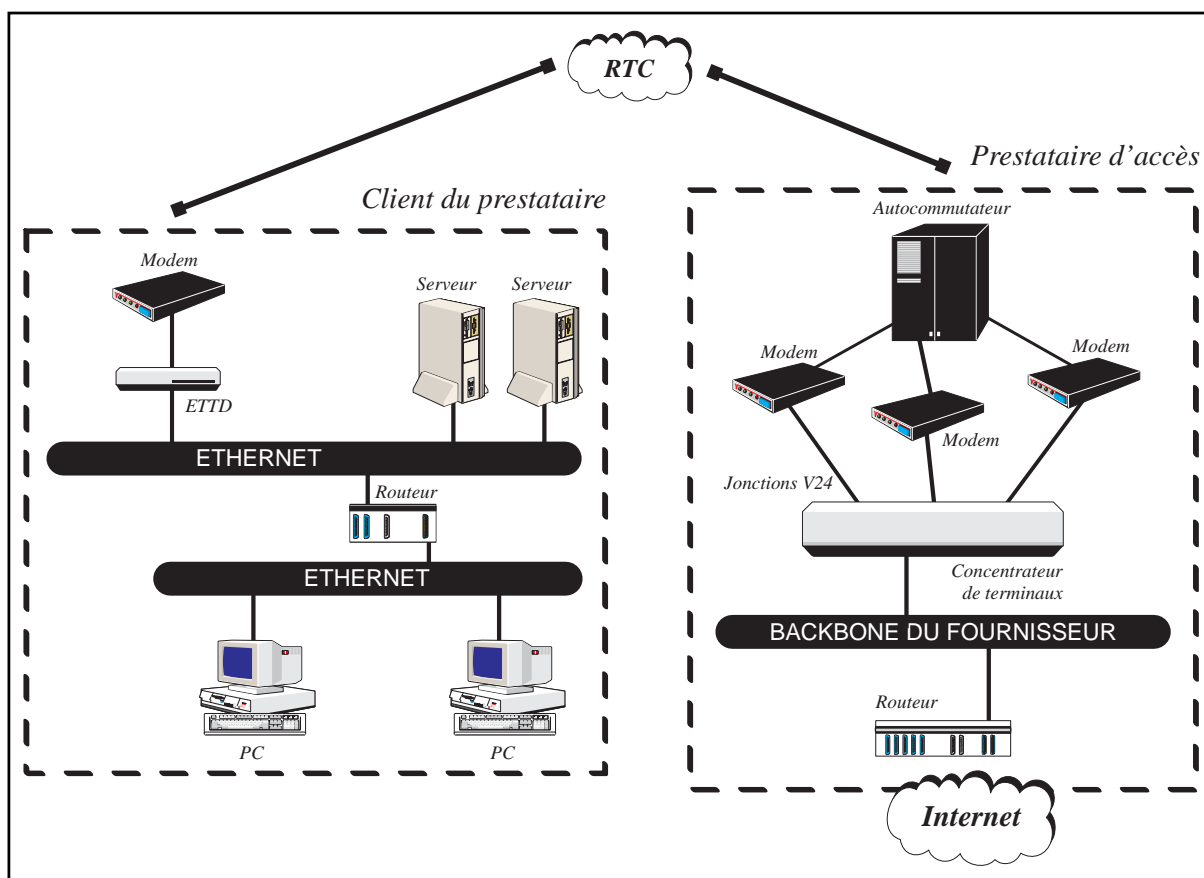 RTC
Prestataire d'accès
Client du prestataire
Autocommutateur
Modem
Serveur
Serveur
Modem
Modem
ETTD
Modem
ETHERNET
Routeur
Jonctions V24
ETHERNET
Concentrateur
de terminaux
BACKBONE DU FOURNISSEUR
Routeur
PC
PC
Internet